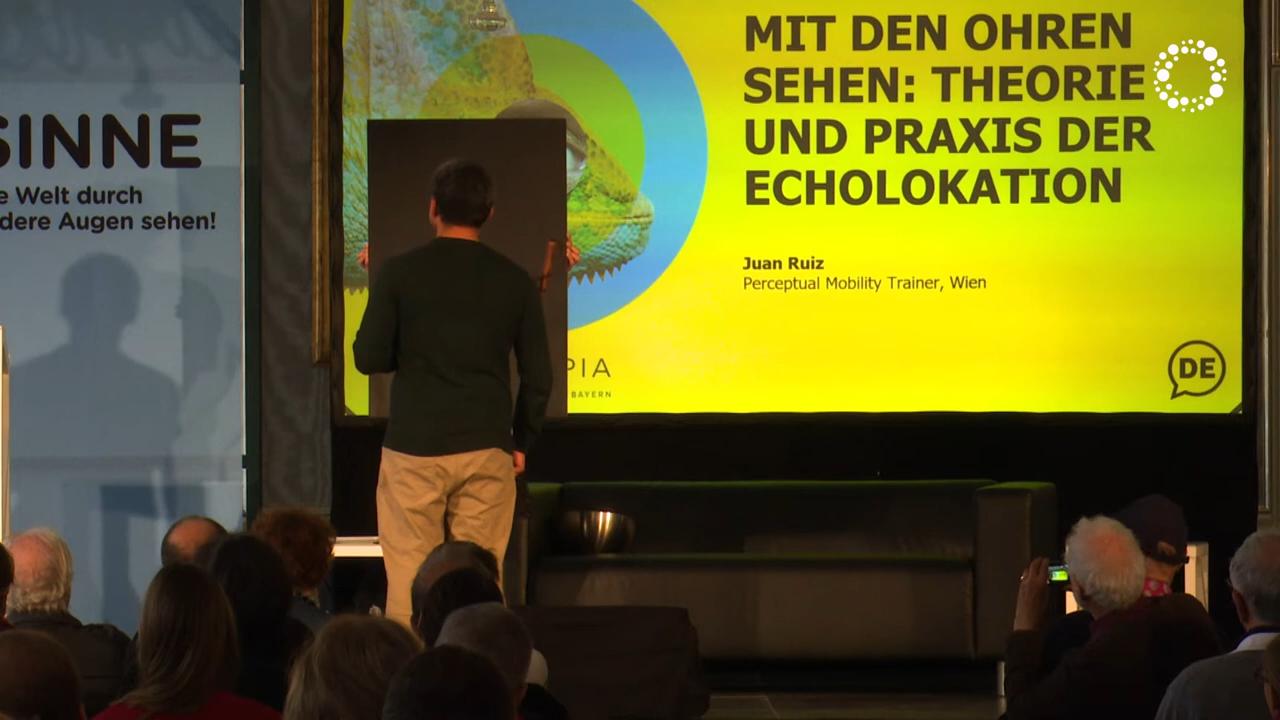 SINNE
e Welt durch
dere Augen sehen!
MIT DEN OHREN
SEHEN: THEORIE
UND PRAXIS DER
ECHOLOKATION
Juan Ruiz
Perceptual Mobility Trainer, Wien
PIA
BAYERN
DE